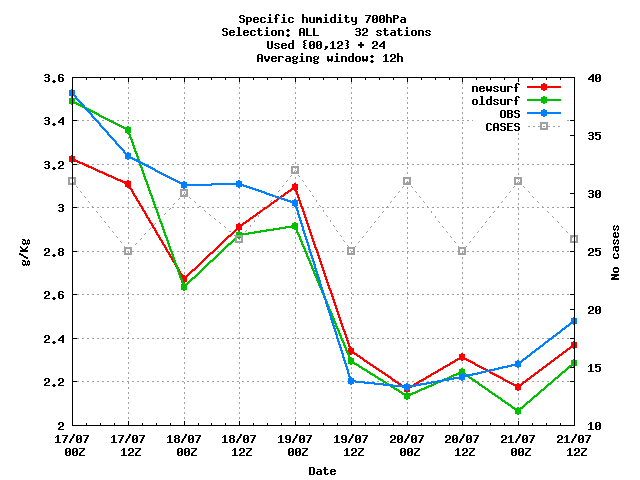 Specific humidity 700hPa
Selection: ALL     32 stations
Used {00,12} + 24
Averaging window: 12h
newsurf
oldsurf
OBS
CASES
3,6
3,4
3,2
3
2,8
2,6
2,4
2,2
2
g/Kg
40
35
30
25
20
15
10
No cases
17/07 17/07 18/07 18/07 19/07 19/07 20/07 20/07 21/07 21/07
00Z 12Z 00Z 12Z 00Z 12Z 00Z 12Z 00Z 12Z
Date